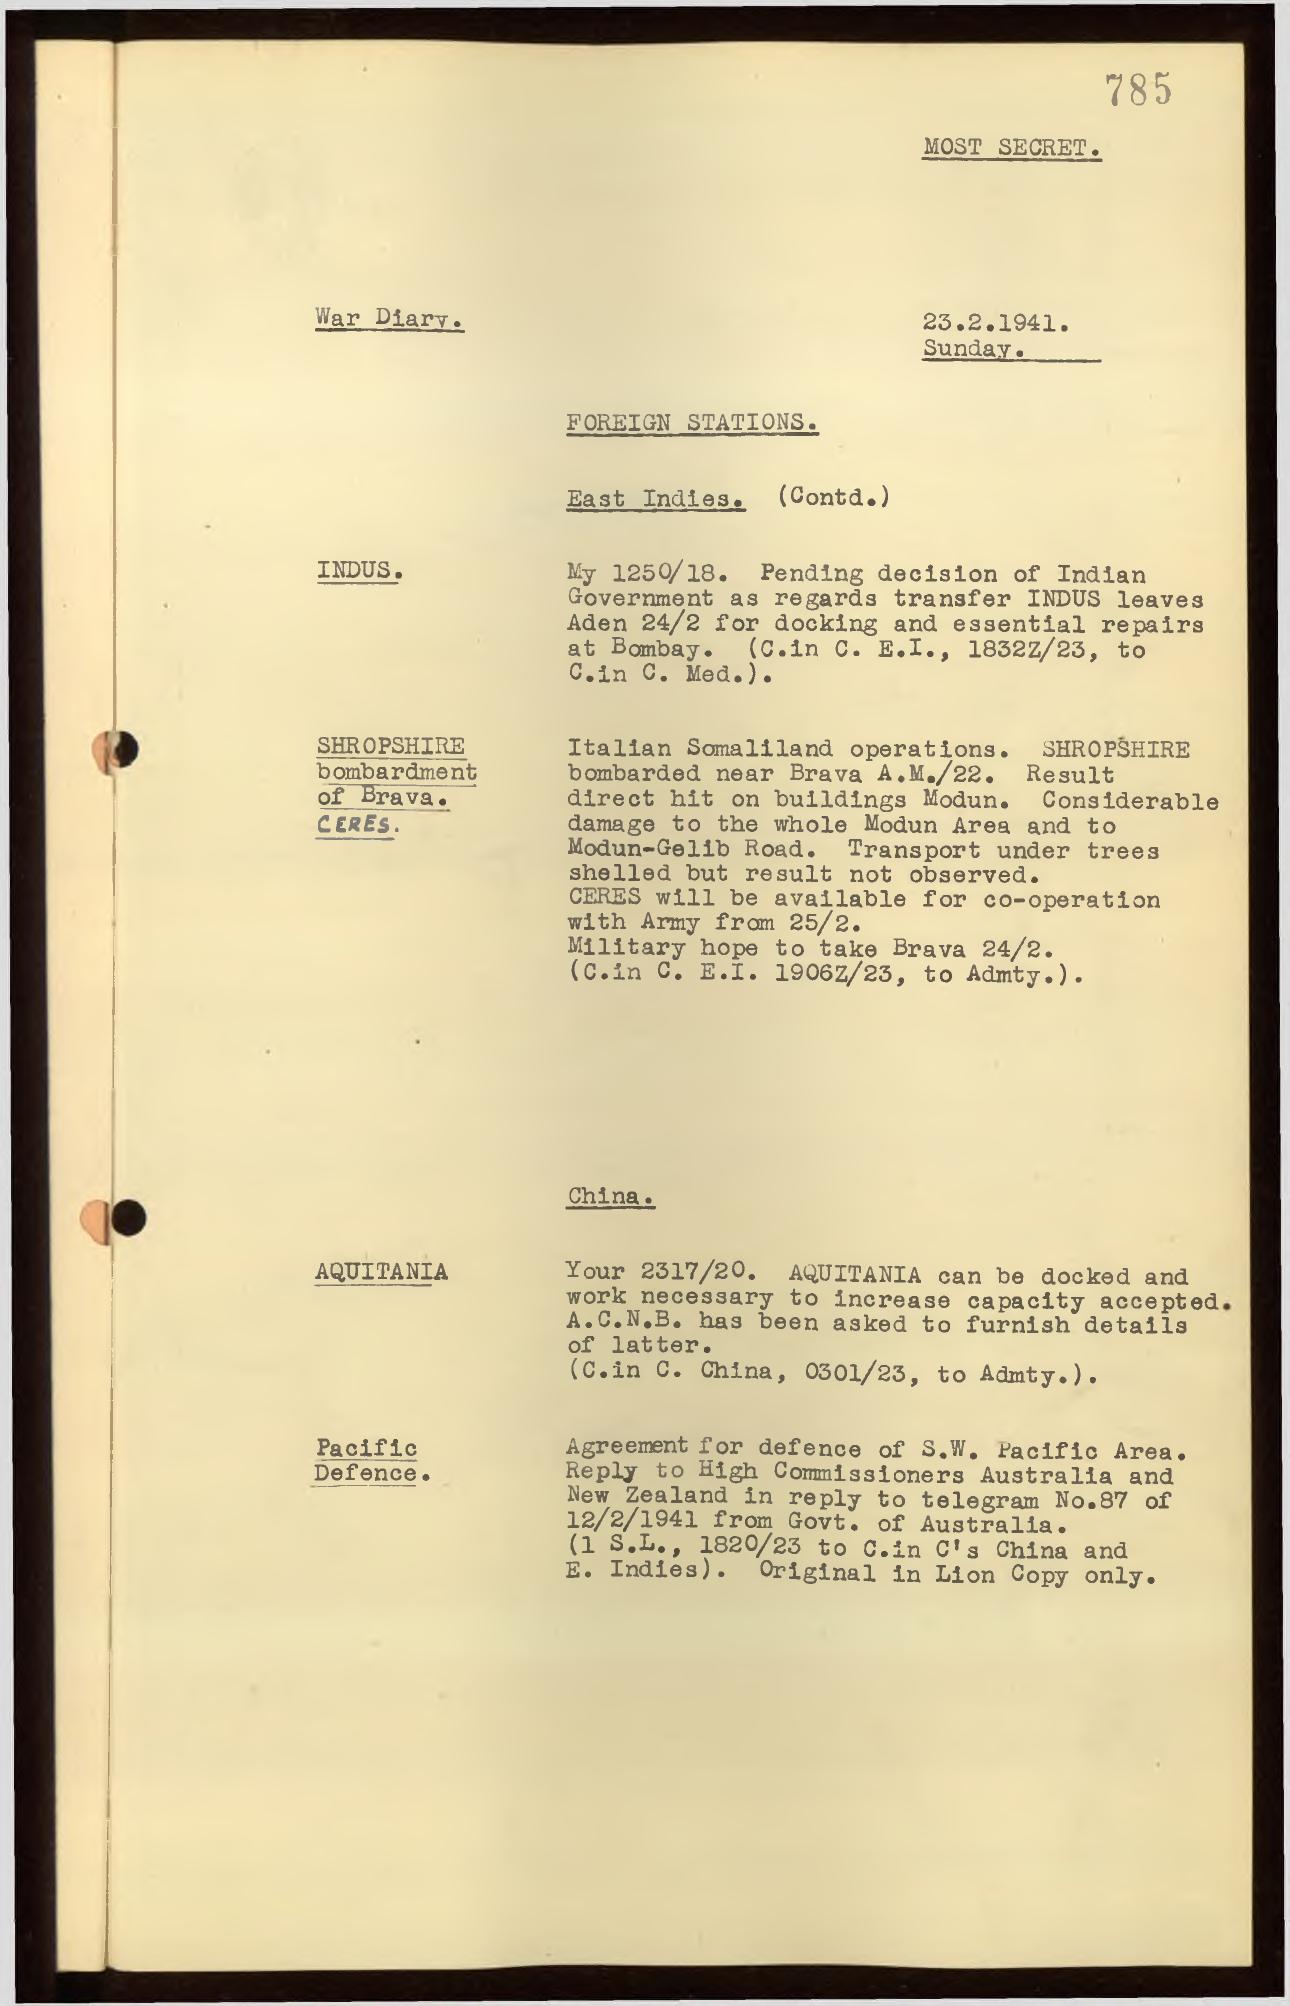 785
MOST SECRET.
War Diary.
23.2.1941.
Sunday.
FOREIGN STATIONS.
East Indies. (Contd.)
INDUS.
My 1250/18. Pending decision of Indian
Government as regards transfer INDUS leaves
Aden 24/2 for docking and essential repairs
at Bombay. (C.in C. E.I., 1832Z/23, to
C.in C. Med.).
SHROPSHIRE
bombardment
of Brava.
CERES.
Italian Somaliland operations. SHROPSHIRE
bombarded near Brava A.M./22. Result
direct hit on buildings Modun. Considerable
damage to the whole Modun Area and to
Modun-Gelib Road. Transport under trees
shelled but result not observed.
CERES will be available for co-operation
with Army from 25/2.
Military hope to take Brava 24/2.
(C.in C. E.I. 1906Z/23, to Admty.).
China.
AQUITANIA
Your 2317/20. AQUITANIA can be docked and
work necessary to increase capacity accepted.
A.C.N.B. has been asked to furnish details
of latter.
(C.in C. China, 0301/23, to Admty.).
Pacific
Defence.
Agreement for defence of S.W. Pacific Area.
Reply to High Commissioners Australia and
New Zealand in reply to telegram No.87 of
12/2/1941 from Govt. of Australia.
(1 S.L., 1820/23 to C.in C's China and
E. Indies). Original in Lion Copy only.